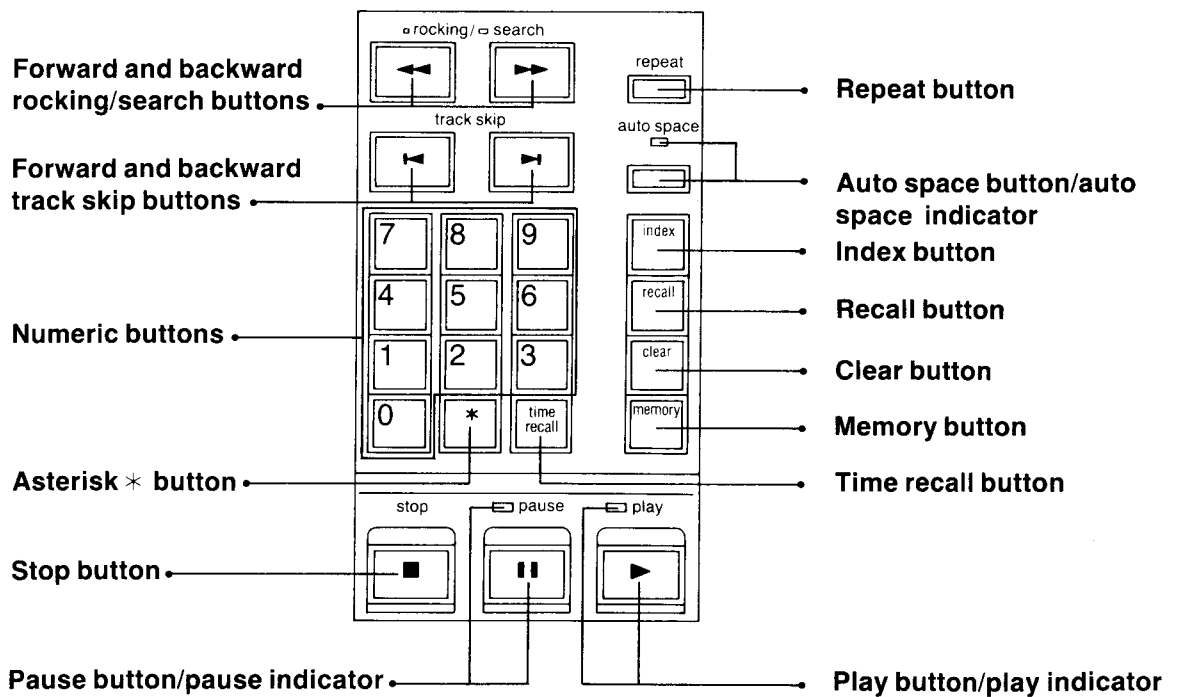 ▫ rocking/ ▭ search
repeat
track skip
auto space
7 8 9
4 5 6
1 2 3
0 * time
recall
index
recall
clear
memory
stop
pause
play
Forward and backward
rocking/search buttons
Forward and backward
track skip buttons
Numeric buttons
Asterisk * button
Stop button
Pause button/pause indicator
Repeat button
Auto space button/auto
space indicator
Index button
Recall button
Clear button
Memory button
Time recall button
Play button/play indicator